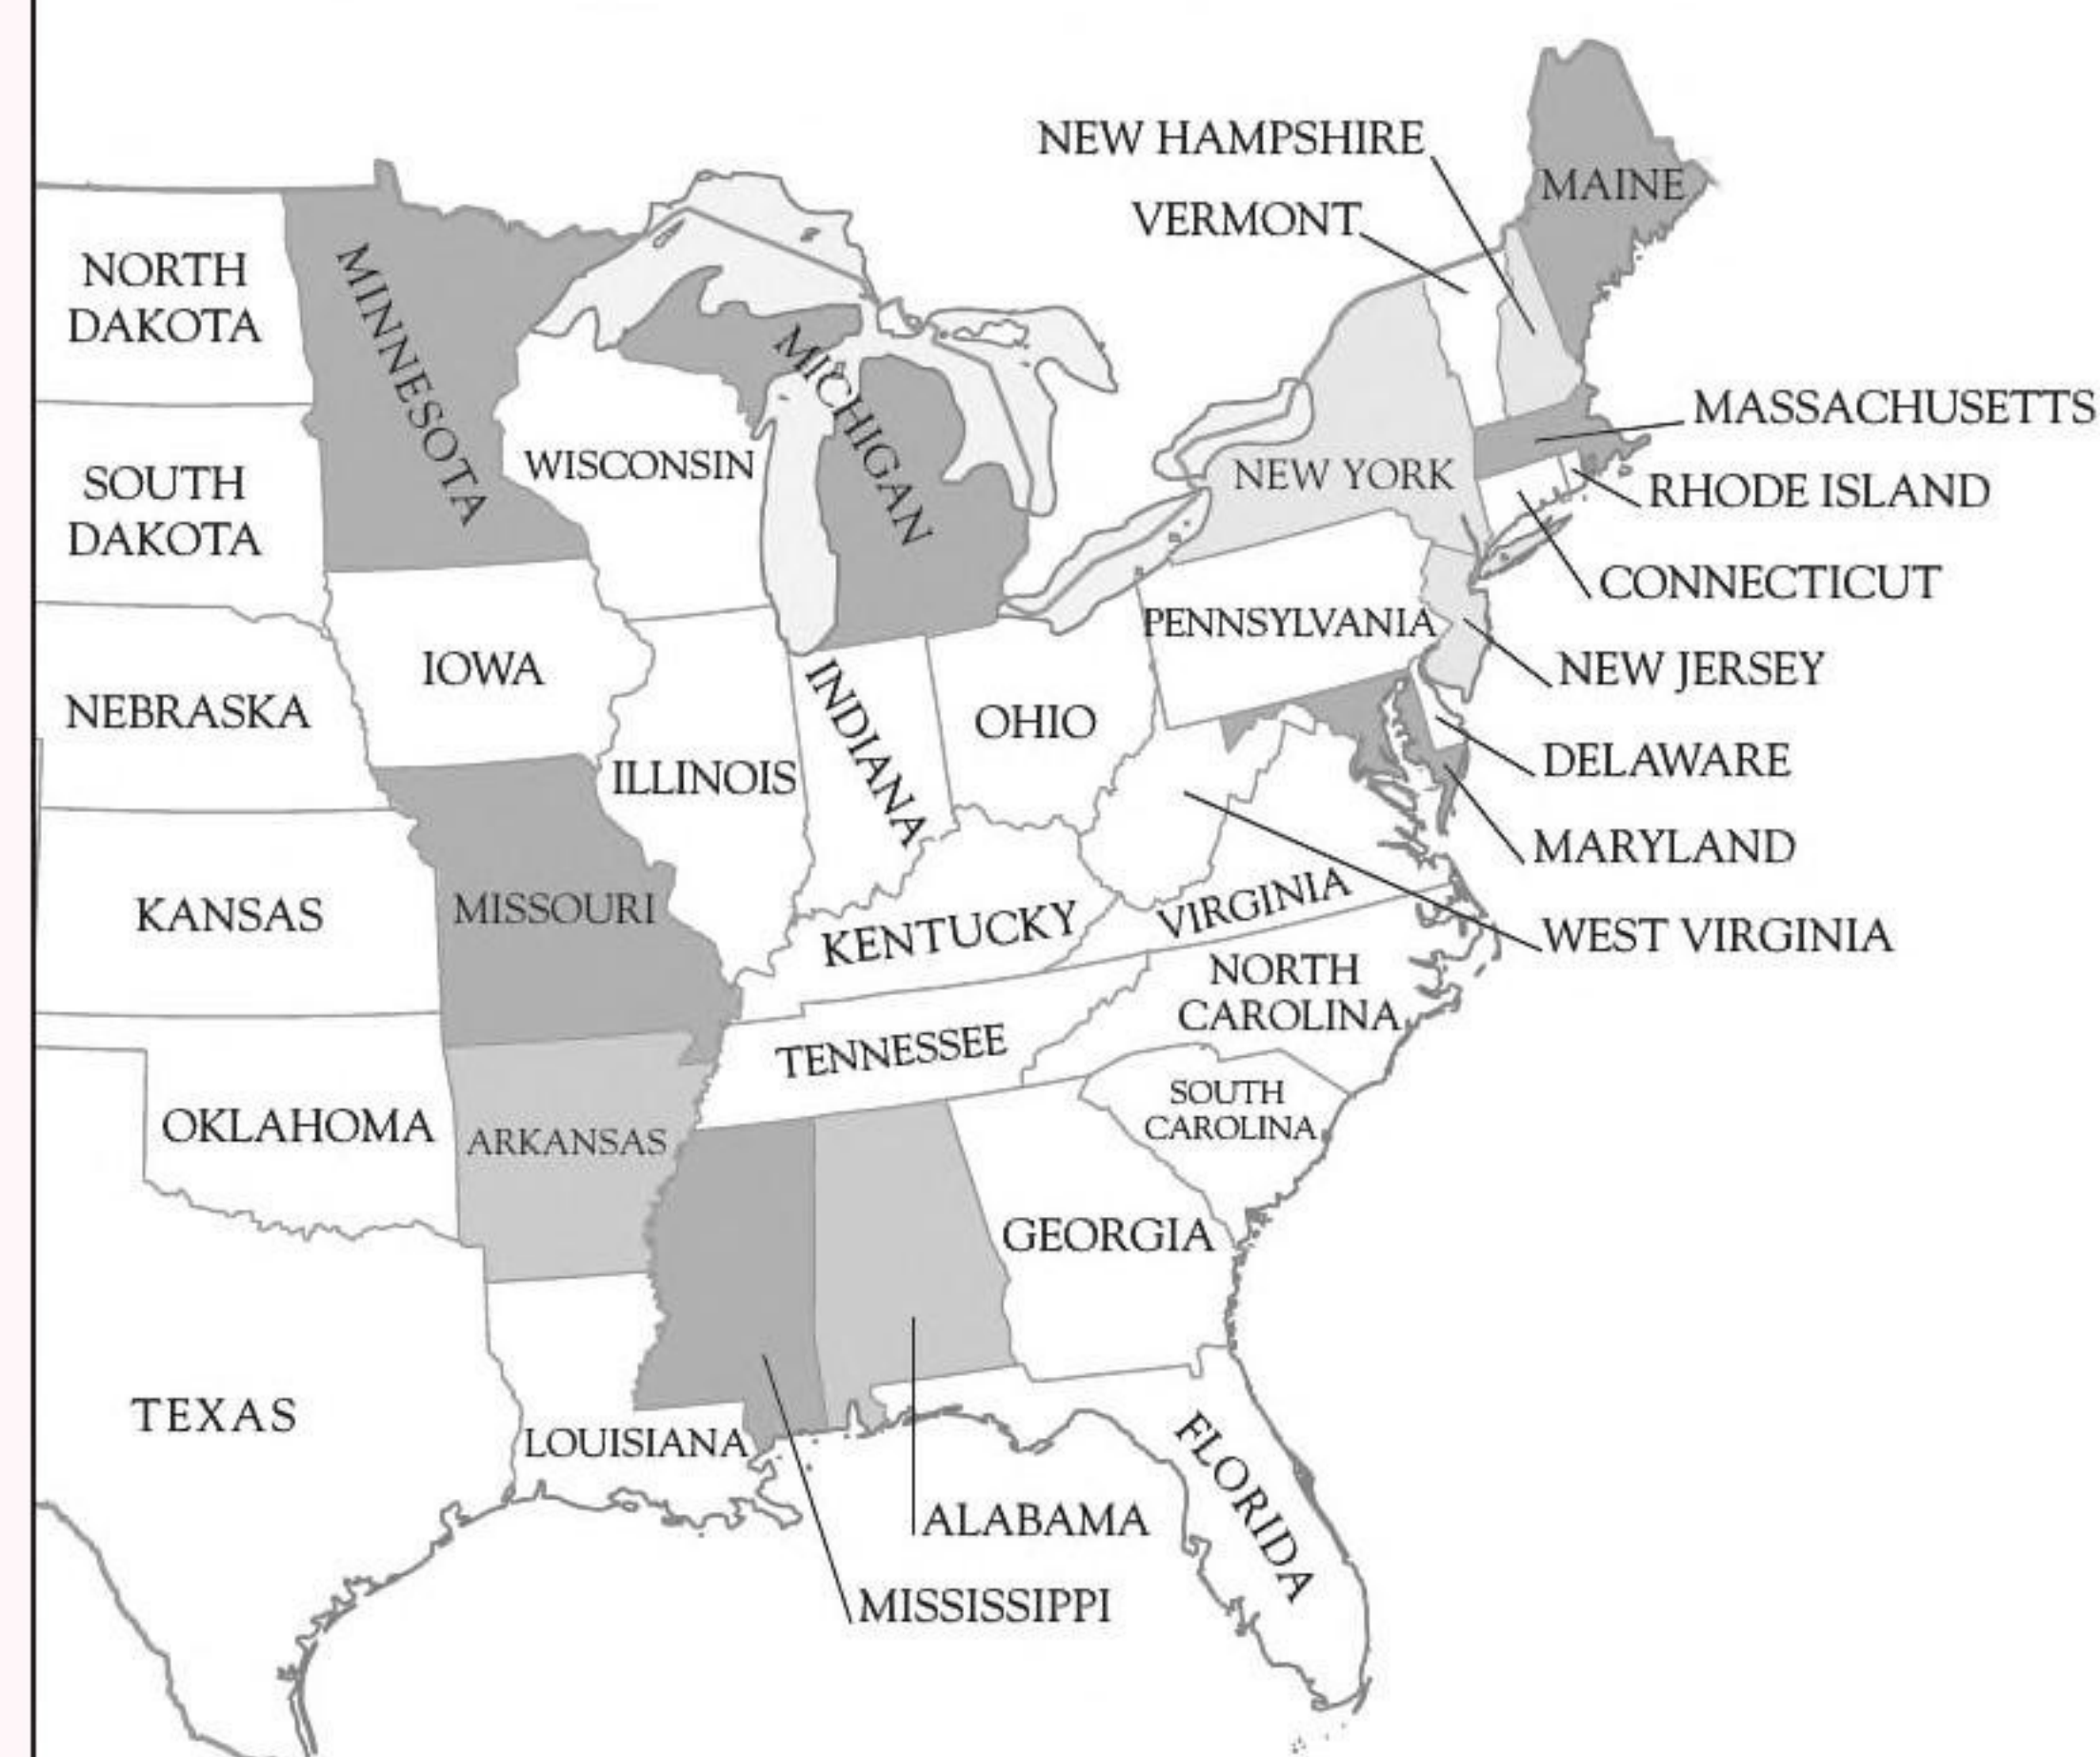 NEW HAMPSHIRE
MAINE
VERMONT
NORTH
DAKOTA
MINNESOTA
MICHIGAN
MASSACHUSETTS
WISCONSIN
NEW YORK
RHODE ISLAND
SOUTH
DAKOTA
CONNECTICUT
PENNSYLVANIA
IOWA
NEW JERSEY
NEBRASKA
INDIANA
OHIO
ILLINOIS
DELAWARE
MARYLAND
KANSAS
MISSOURI
KENTUCKY
VIRGINIA
WEST VIRGINIA
NORTH
CAROLINA
TENNESSEE
SOUTH
CAROLINA
OKLAHOMA
ARKANSAS
GEORGIA
TEXAS
LOUISIANA
FLORIDA
ALABAMA
MISSISSIPPI